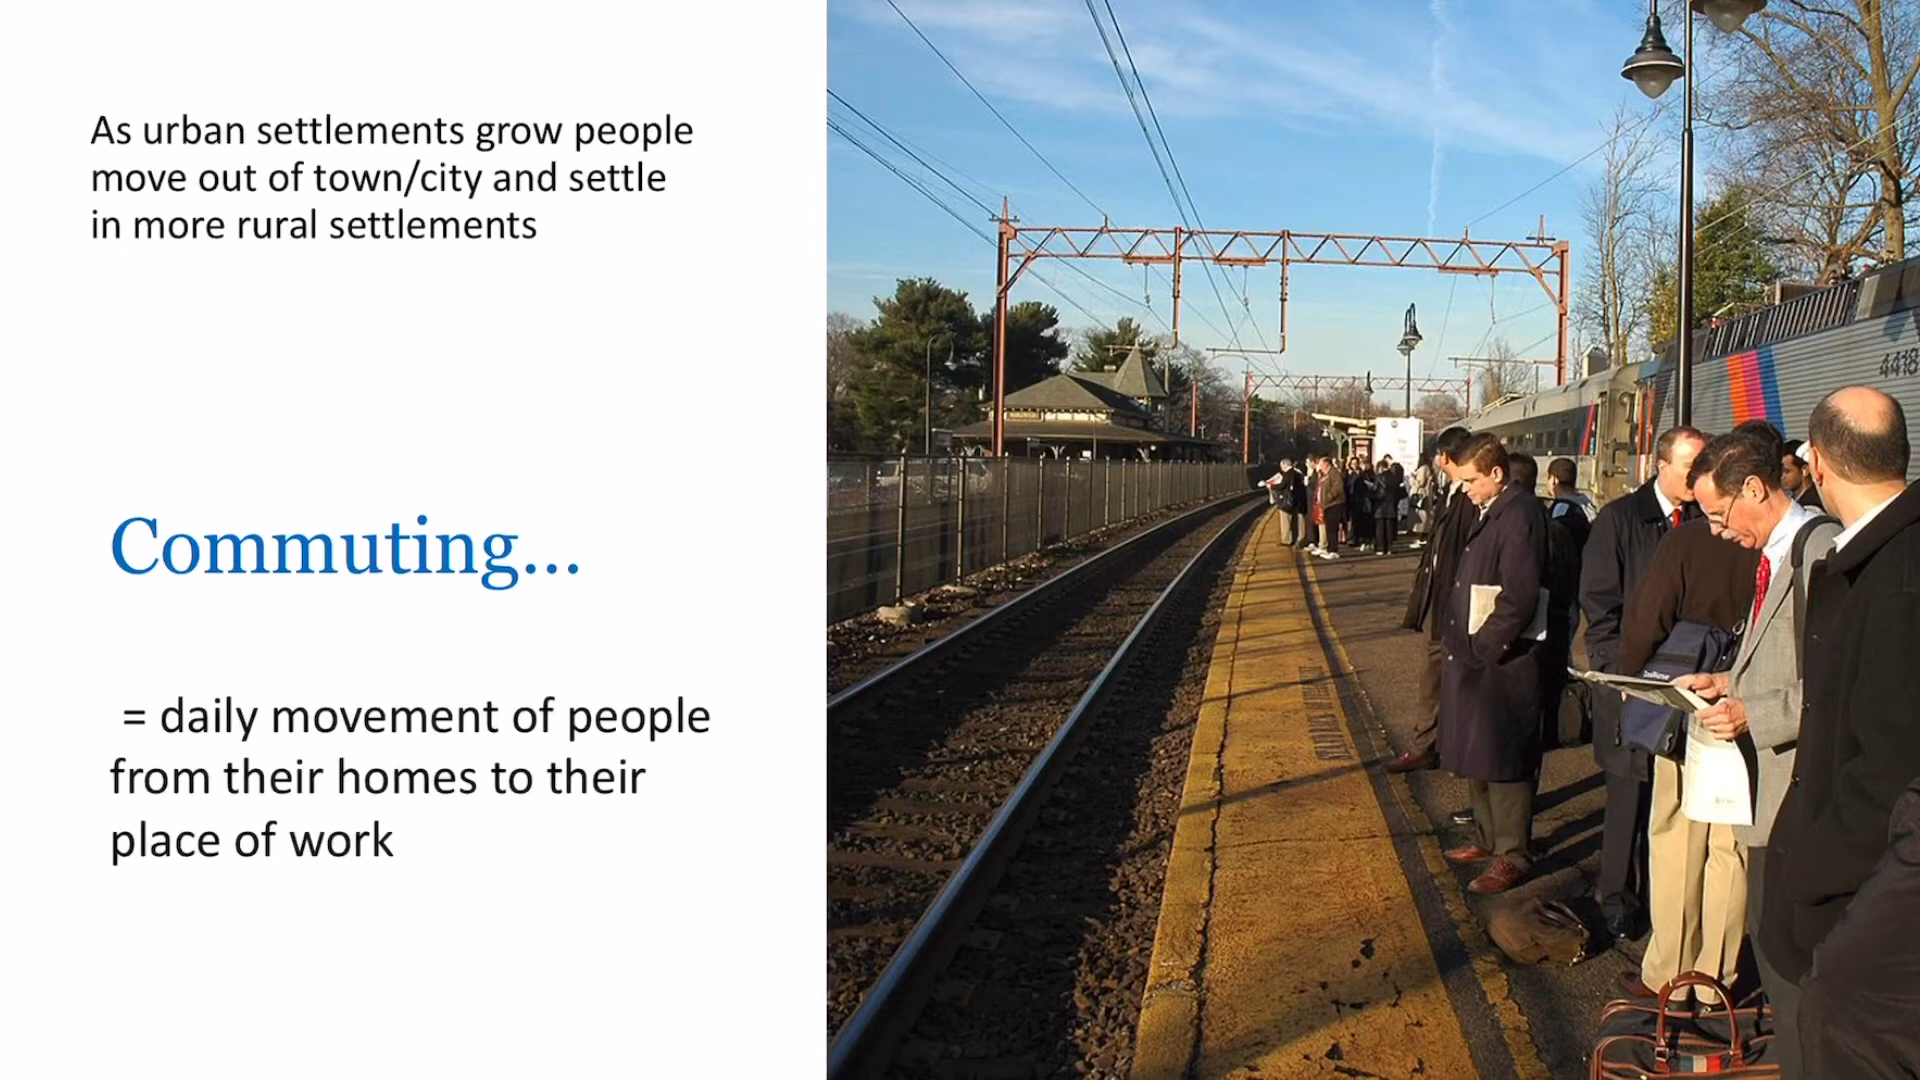 As urban settlements grow people
move out of town/city and settle
in more rural settlements
Commuting...
= daily movement of people
from their homes to their
place of work
4418